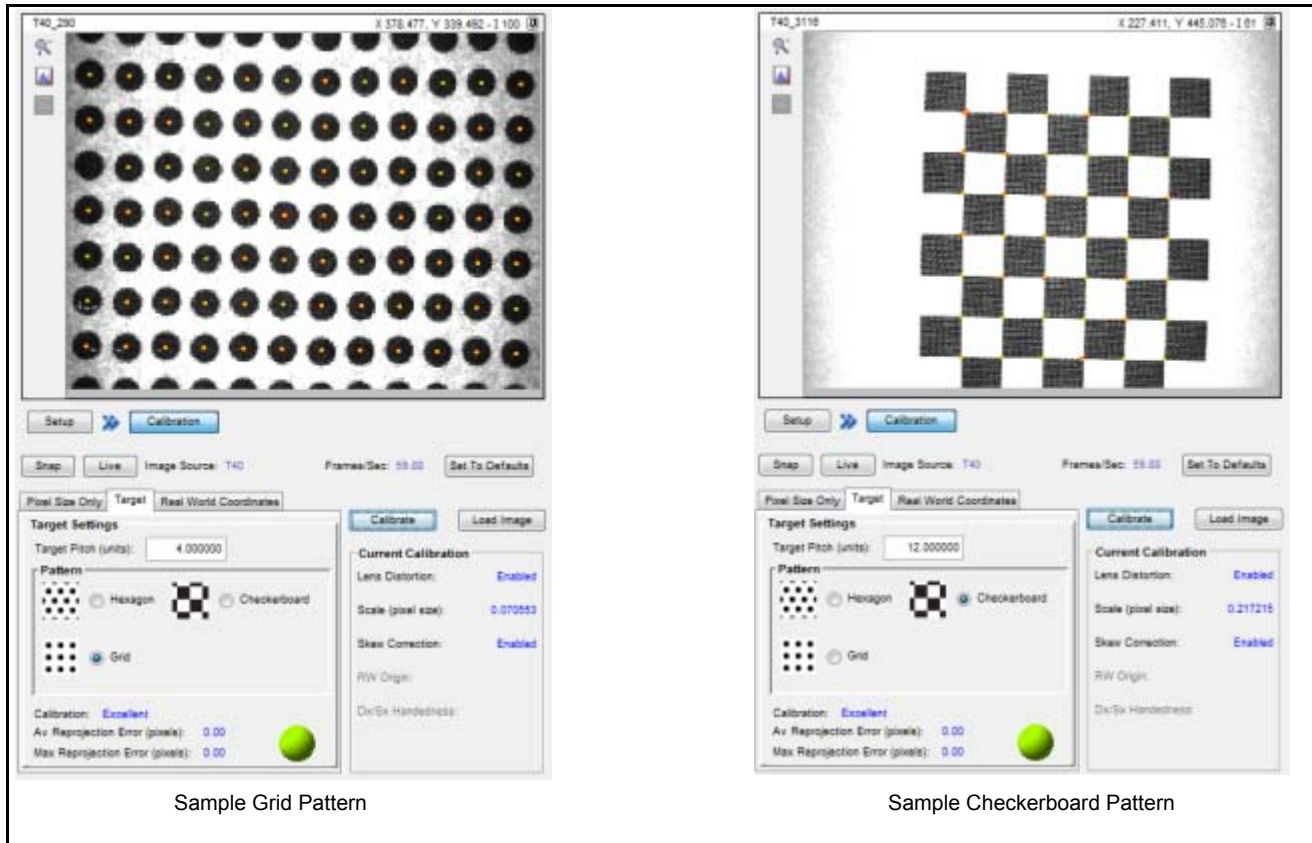 T40_250 X 378.477, Y 339.492 - I 100
Setup Calibration
Snap Live Image Source: T40 Frames/Sec: Set To Defaults
Pixel Size Only Target Real World Coordinates
Target Settings
Target Pitch (units): 4.000000
Pattern
Hexagon Checkerboard
Grid
Calibration: Excellent
Av Reprojection Error (pixels): 0.00
Max Reprojection Error (pixels): 0.00
Calibrate Load Image
Current Calibration
Lens Distortion: Enabled
Scale (pixel size):
Skew Correction: Enabled
RW Origin:
Dx/Sx Handedness:
Sample Grid Pattern
T40_3116 X 227.411, Y 445.078 - I 81
Setup Calibration
Snap Live Image Source: T40 Frames/Sec: Set To Defaults
Pixel Size Only Target Real World Coordinates
Target Settings
Target Pitch (units): 12.000000
Pattern
Hexagon Checkerboard
Grid
Calibration: Excellent
Av Reprojection Error (pixels): 0.00
Max Reprojection Error (pixels): 0.00
Calibrate Load Image
Current Calibration
Lens Distortion: Enabled
Scale (pixel size): 0.217215
Skew Correction: Enabled
RW Origin:
Dx/Sx Handedness:
Sample Checkerboard Pattern